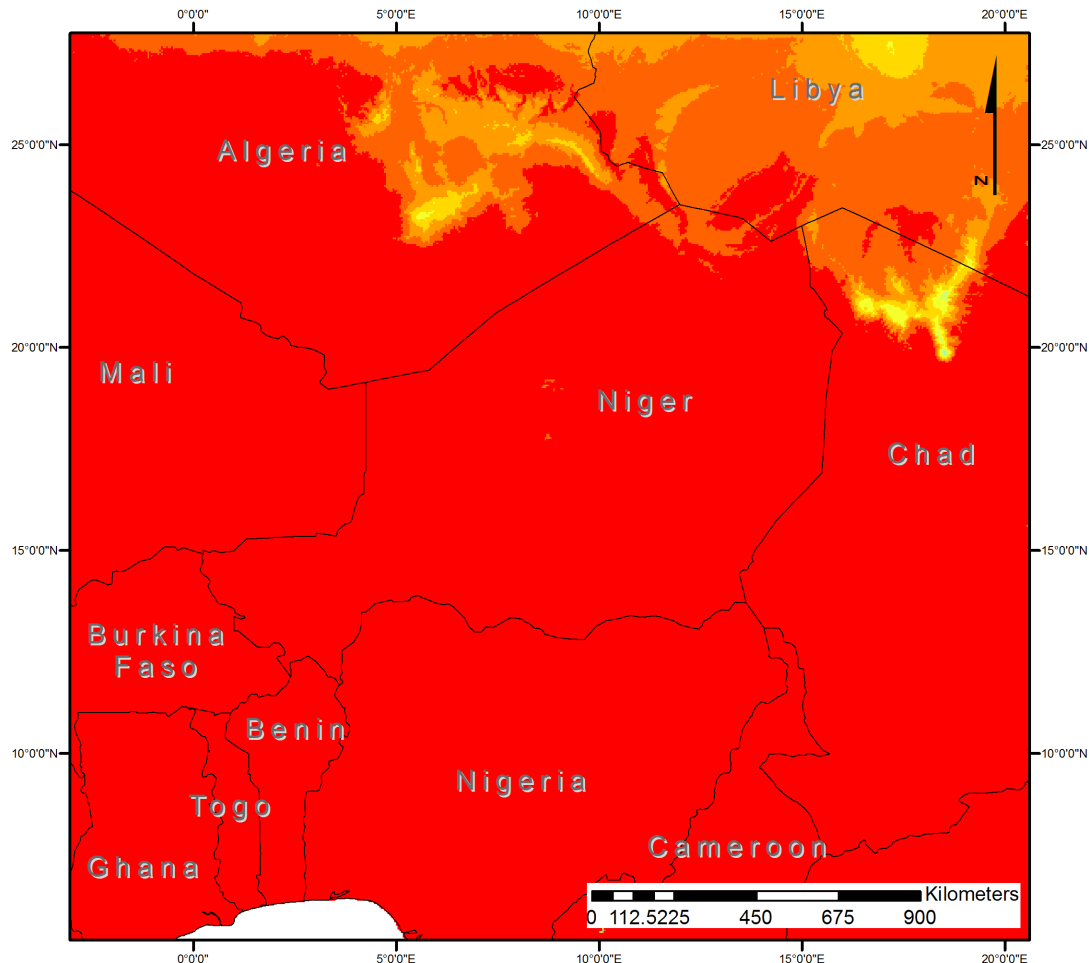 0°0'0" 5°0'0"E 10°0'0"E 15°0'0"E 20°0'0"E
Libya
N
25°0'0"N Algeria 25°0'0"N
20°0'0"N 20°0'0"N
Mali
Niger
Chad
15°0'0"N 15°0'0"N
Burkina
Faso
Benin
10°0'0"N 10°0'0"N
Nigeria
Togo
Cameroon
Ghana
Kilometers
0 112.5 225 450 675 900
0°0'0" 5°0'0"E 10°0'0"E 15°0'0"E 20°0'0"E